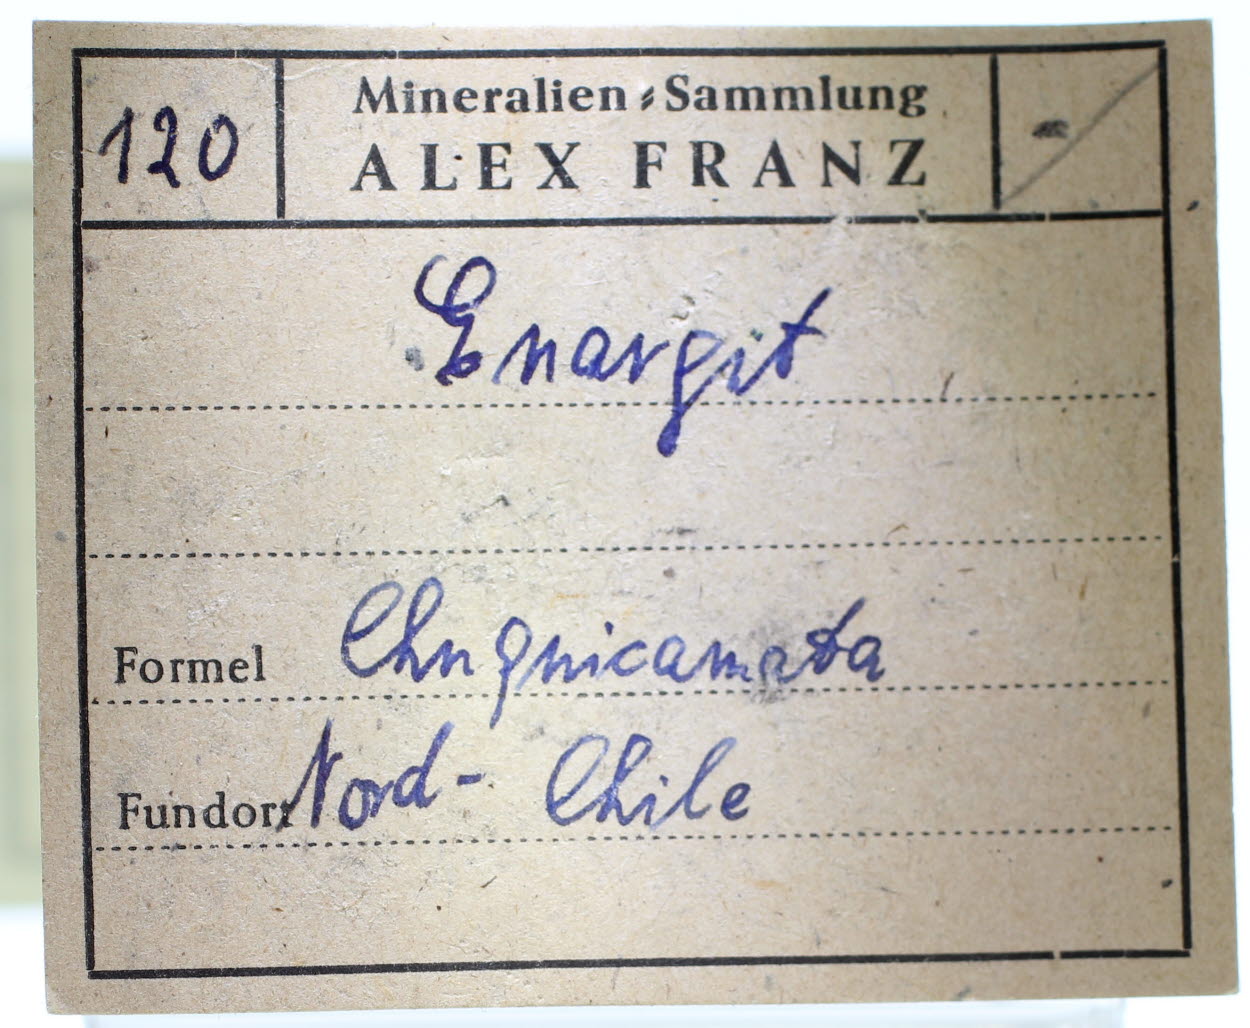 120
Mineralien-Sammlung
ALEX FRANZ
Enargit
Formel Chuquicamata
Fundort Nord- Chile